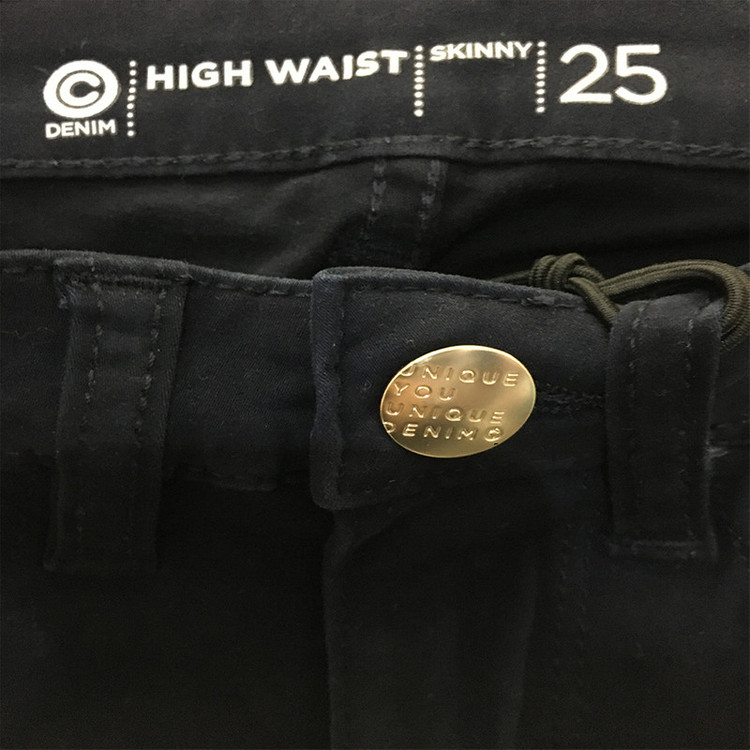 © DENIM HIGH WAIST SKINNY 25
UNIQUE
YOU
UNIQUE
DENIM